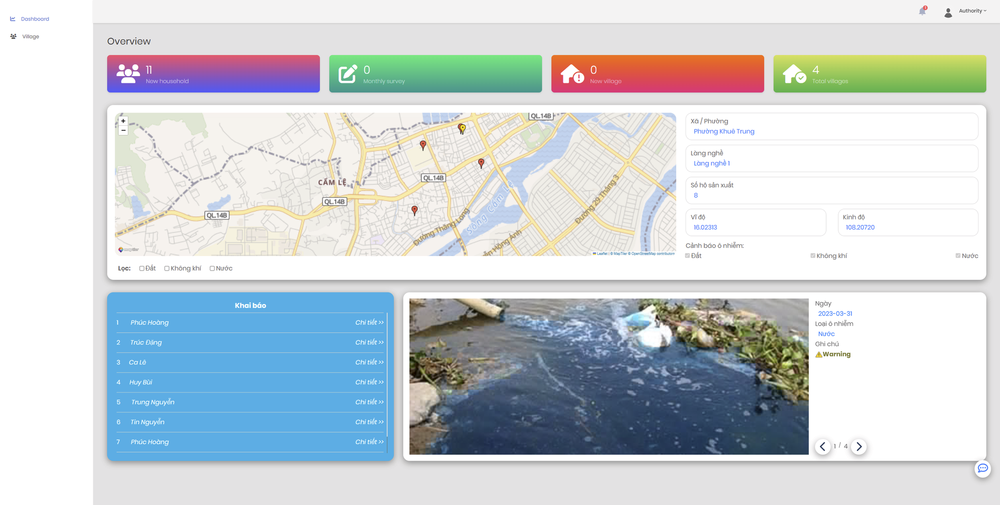 Dashboard
Village
1
Authority
Overview
11
New household
0
Monthly survey
0
New village
4
Total villages
+
−
QL.14B
CẨM LỆ
QL.14B
QL.14B
QL.14B
Đường Thăng Long
Sông Cẩm Lệ
Đường 29 Tháng 3
ễn Hồng Ánh
maptiler
Leaflet | © MapTiler © OpenStreetMap contributors
Lọc: Đất Không khí Nước
Xã / Phường
Phường Khuê Trung
Làng nghề
Làng nghề 1
Số hộ sản xuất
8
Vĩ độ
16.02313
Kinh độ
108.20720
Cảnh báo ô nhiễm:
Đất Không khí Nước
Khai báo
1 Phúc Hoàng Chi tiết >>
2 Trúc Đặng Chi tiết >>
3 Ca Lê Chi tiết >>
4 Huy Bùi Chi tiết >>
5 Trung Nguyễn Chi tiết >>
6 Tin Nguyễn Chi tiết >>
7 Phúc Hoàng Chi tiết >>
Ngày
2023-03-31
Loại ô nhiễm
Nước
Ghi chú
⚠Warning
1 / 4